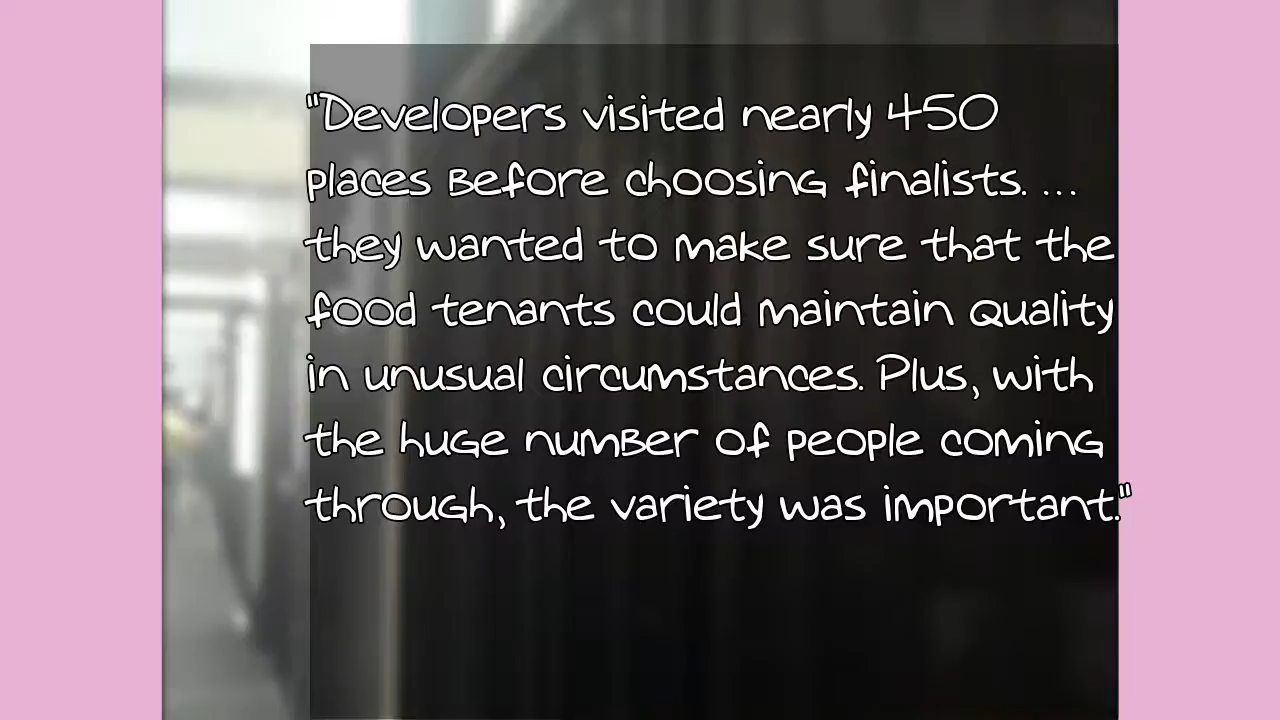 "Developers visited nearly 450
places before choosing finalists. ...
they wanted to make sure that the
food tenants could maintain quality
in unusual circumstances. Plus, with
the huge number of people coming
through, the variety was important."